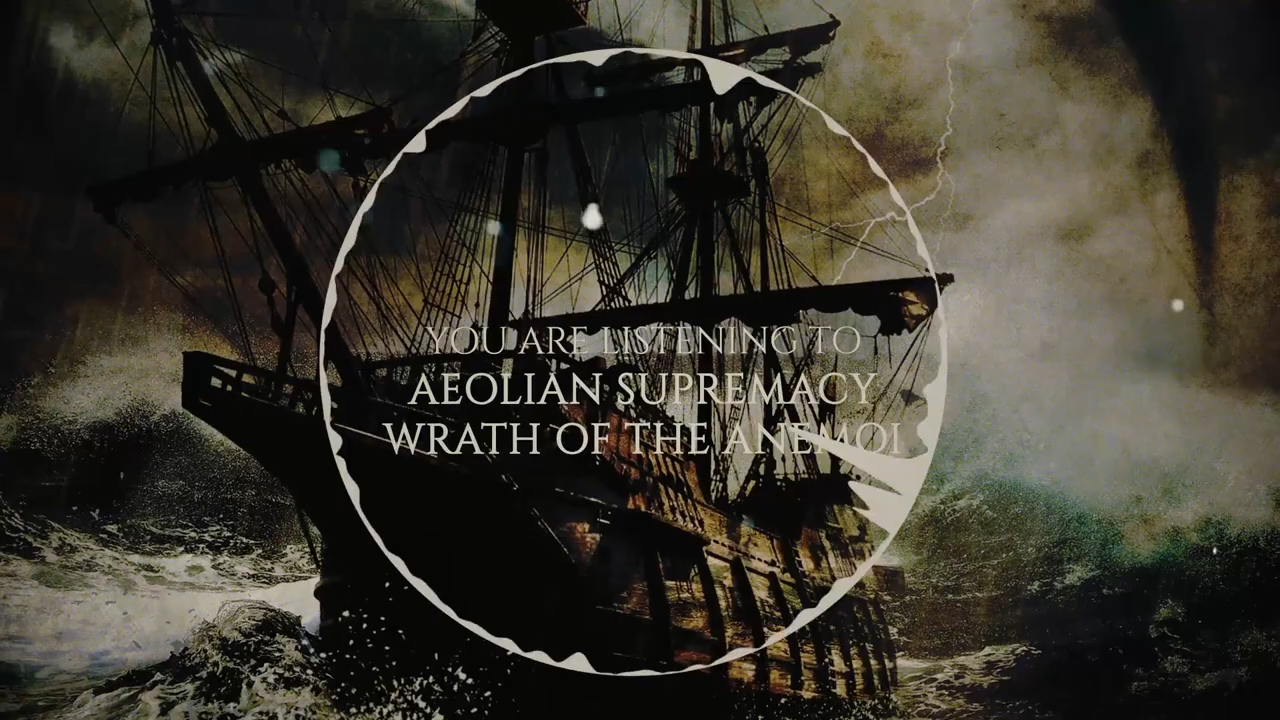 YOU ARE LISTENING TO
AEOLIAN SUPREMACY
WRATH OF THE ANEMOI